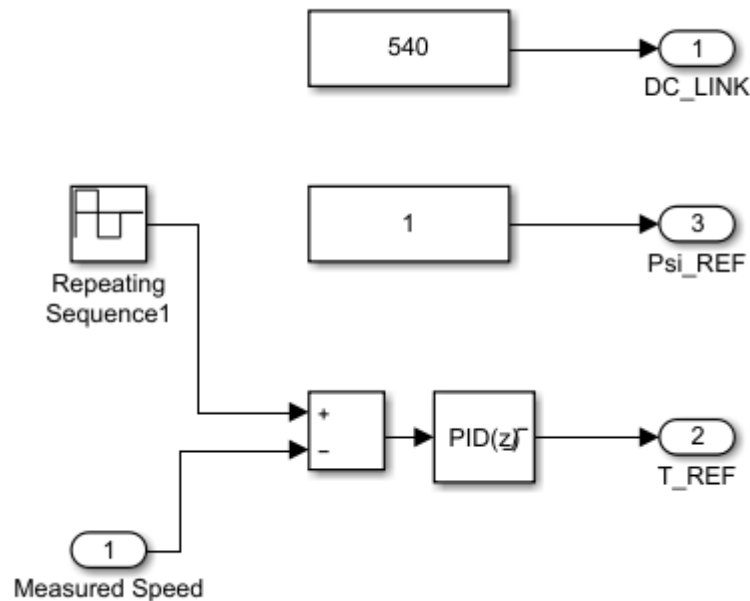 540
1
DC_LINK
1
3
Psi_REF
Repeating
Sequence1
+
−
PID(z)
2
T_REF
1
Measured Speed